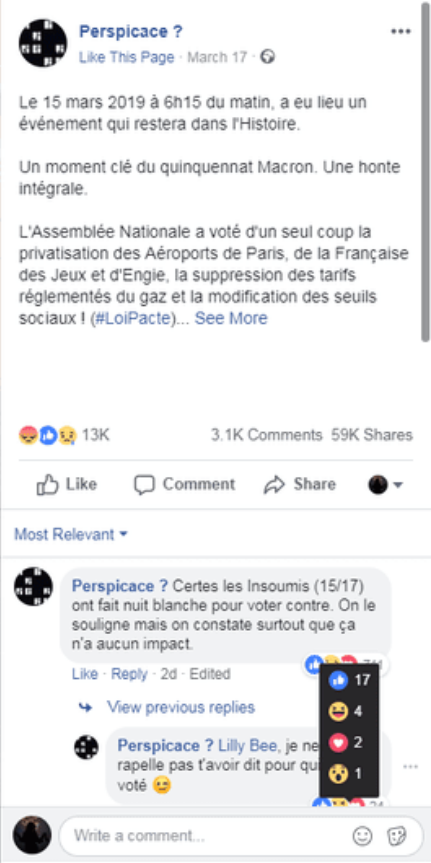 Perspicace ?
Like This Page · March 17 ·
Le 15 mars 2019 à 6h15 du matin, a eu lieu un
événement qui restera dans l'Histoire.
Un moment clé du quinquennat Macron. Une honte
intégrale.
L'Assemblée Nationale a voté d'un seul coup la
privatisation des Aéroports de Paris, de la Française
des Jeux et d'Engie, la suppression des tarifs
réglementés du gaz et la modification des seuils
sociaux ! (#LoiPacte)... See More
13K 3.1K Comments 59K Shares
Like Comment Share
Most Relevant
Perspicace ? Certes les Insoumis (15/17)
ont fait nuit blanche pour voter contre. On le
souligne mais on constate surtout que ça
n'a aucun impact.
Like · Reply · 2d · Edited
17
View previous replies
4
Perspicace ? Lilly Bee, je ne
2
rapelle pas t'avoir dit pour qu
voté
1
Write a comment...